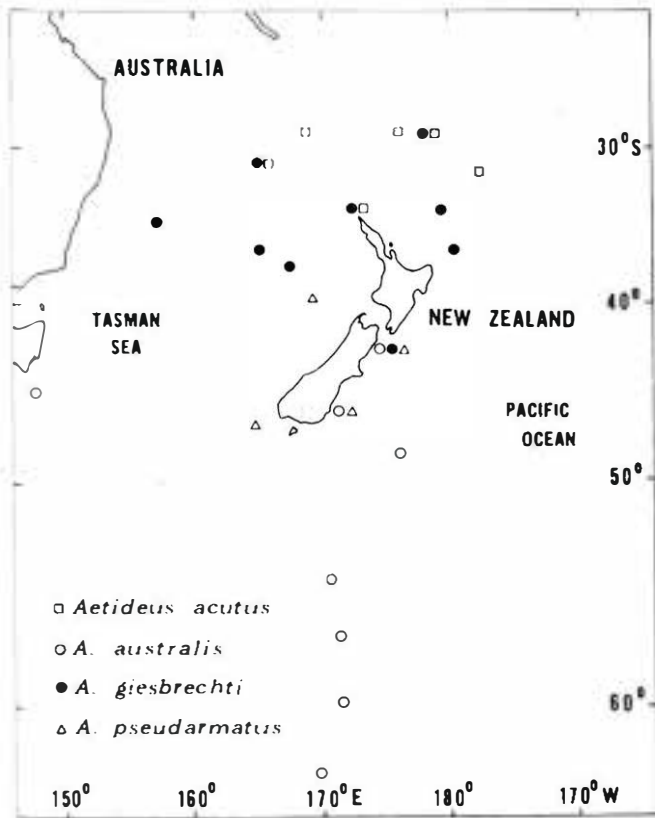 AUSTRALIA
30°S
40°
TASMAN
SEA
NEW ZEALAND
PACIFIC
OCEAN
50°
Aetideus acutus
A. australis
A. giesbrechti
A. pseudarmatus
60°
150° 160° 170°E 180° 170°W